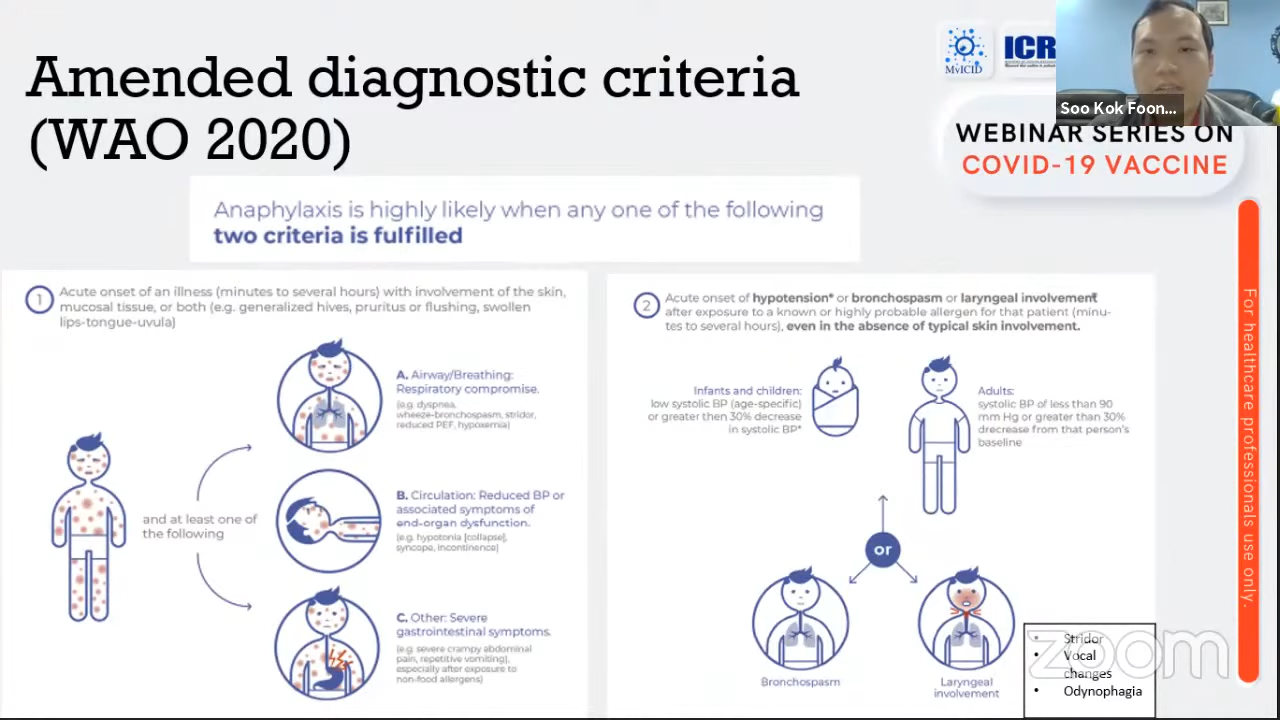 Amended diagnostic criteria
(WAO 2020)
MyICID
ICR
Soo Kok Foon...
WEBINAR SERIES ON
COVID-19 VACCINE
Anaphylaxis is highly likely when any one of the following
two criteria is fulfilled
1
Acute onset of an illness (minutes to several hours) with involvement of the skin,
mucosal tissue, or both (e.g. generalized hives, pruritus or flushing, swollen
lips-tongue-uvula)
and at least one of
the following
A. Airway/Breathing:
Respiratory compromise.
(e.g. dyspnea,
wheeze-bronchospasm, stridor,
reduced PEF, hypoxemia)
B. Circulation: Reduced BP or
associated symptoms of
end-organ dysfunction.
(e.g. hypotonia [collapse],
syncope, incontinence)
C. Other: Severe
gastrointestinal symptoms.
(e.g. severe crampy abdominal
pain, repetitive vomiting),
especially after exposure to
non-food allergens)
2
Acute onset of hypotension* or bronchospasm or laryngeal involvement
after exposure to a known or highly probable allergen for that patient (minu-
tes to several hours), even in the absence of typical skin involvement.
Infants and children:
low systolic BP (age-specific)
or greater then 30% decrease
in systolic BP*
Adults:
systolic BP of less than 90
mm Hg or greater than 30%
drecrease from that person's
baseline
or
Bronchospasm
Laryngeal
involvement
• Stridor
• Vocal
changes
• Odynophagia
zoom
For healthcare professionals use only.